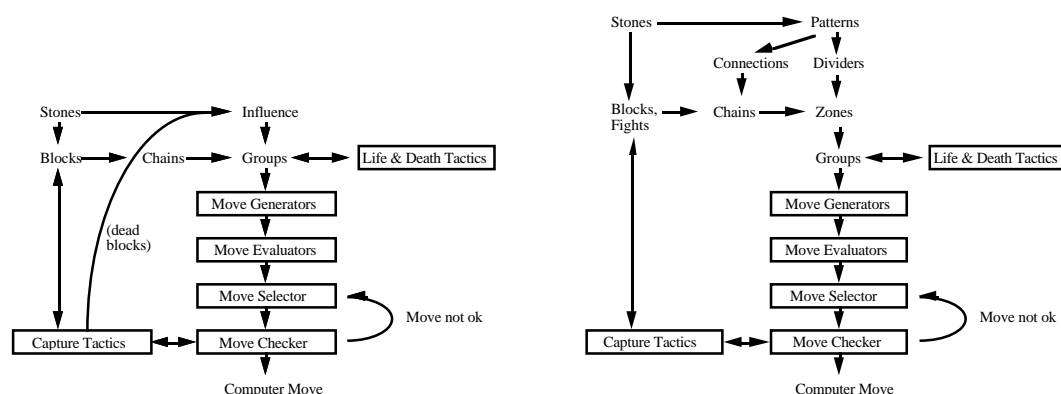 Stones
Influence
Blocks
Chains
Groups
Life & Death Tactics
Move Generators
(dead
blocks)
Move Evaluators
Move Selector
Move not ok
Capture Tactics
Move Checker
Computer Move
Stones
Patterns
Connections
Dividers
Blocks,
Fights
Chains
Zones
Groups
Life & Death Tactics
Move Generators
Move Evaluators
Move Selector
Move not ok
Capture Tactics
Move Checker
Computer Move